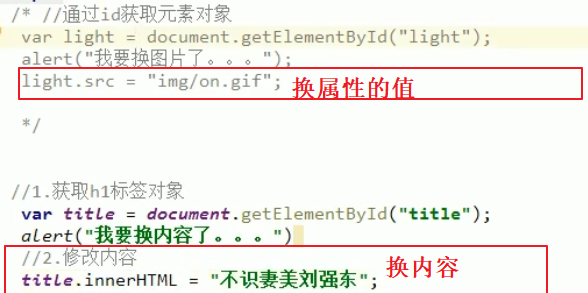 /* //通过id获取元素对象
var light = document.getElementById("light");
alert("我要换图片了。。。");
light.src = "img/on.gif"; 换属性的值
*/
//1.获取h1标签对象
var title = document.getElementById("title");
alert("我要换内容了。。。")
//2.修改内容 换内容
title.innerHTML = "不识妻美刘强东";